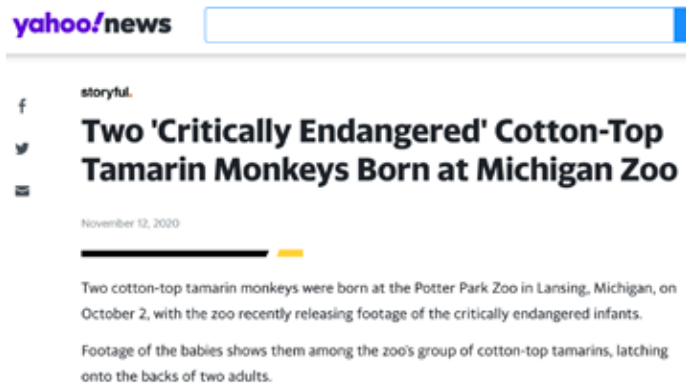 yahoo!news
storyful.
Two 'Critically Endangered' Cotton-Top
Tamarin Monkeys Born at Michigan Zoo
November 12, 2020
Two cotton-top tamarin monkeys were born at the Potter Park Zoo in Lansing, Michigan, on
October 2, with the zoo recently releasing footage of the critically endangered infants.
Footage of the babies shows them among the zoo's group of cotton-top tamarins, latching
onto the backs of two adults.